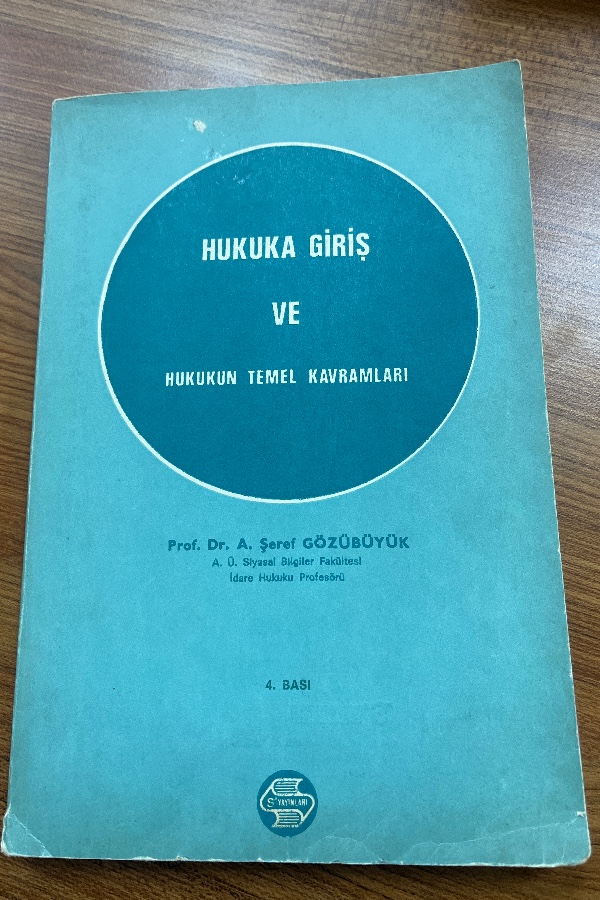 HUKUKA GİRİŞ
VE
HUKUKUN TEMEL KAVRAMLARI
Prof. Dr. A. Şeref GÖZÜBÜYÜK
A. Ü. Siyasal Bilgiler Fakültesi
İdare Hukuku Profesörü
4. BASI
S
YAYINLARI